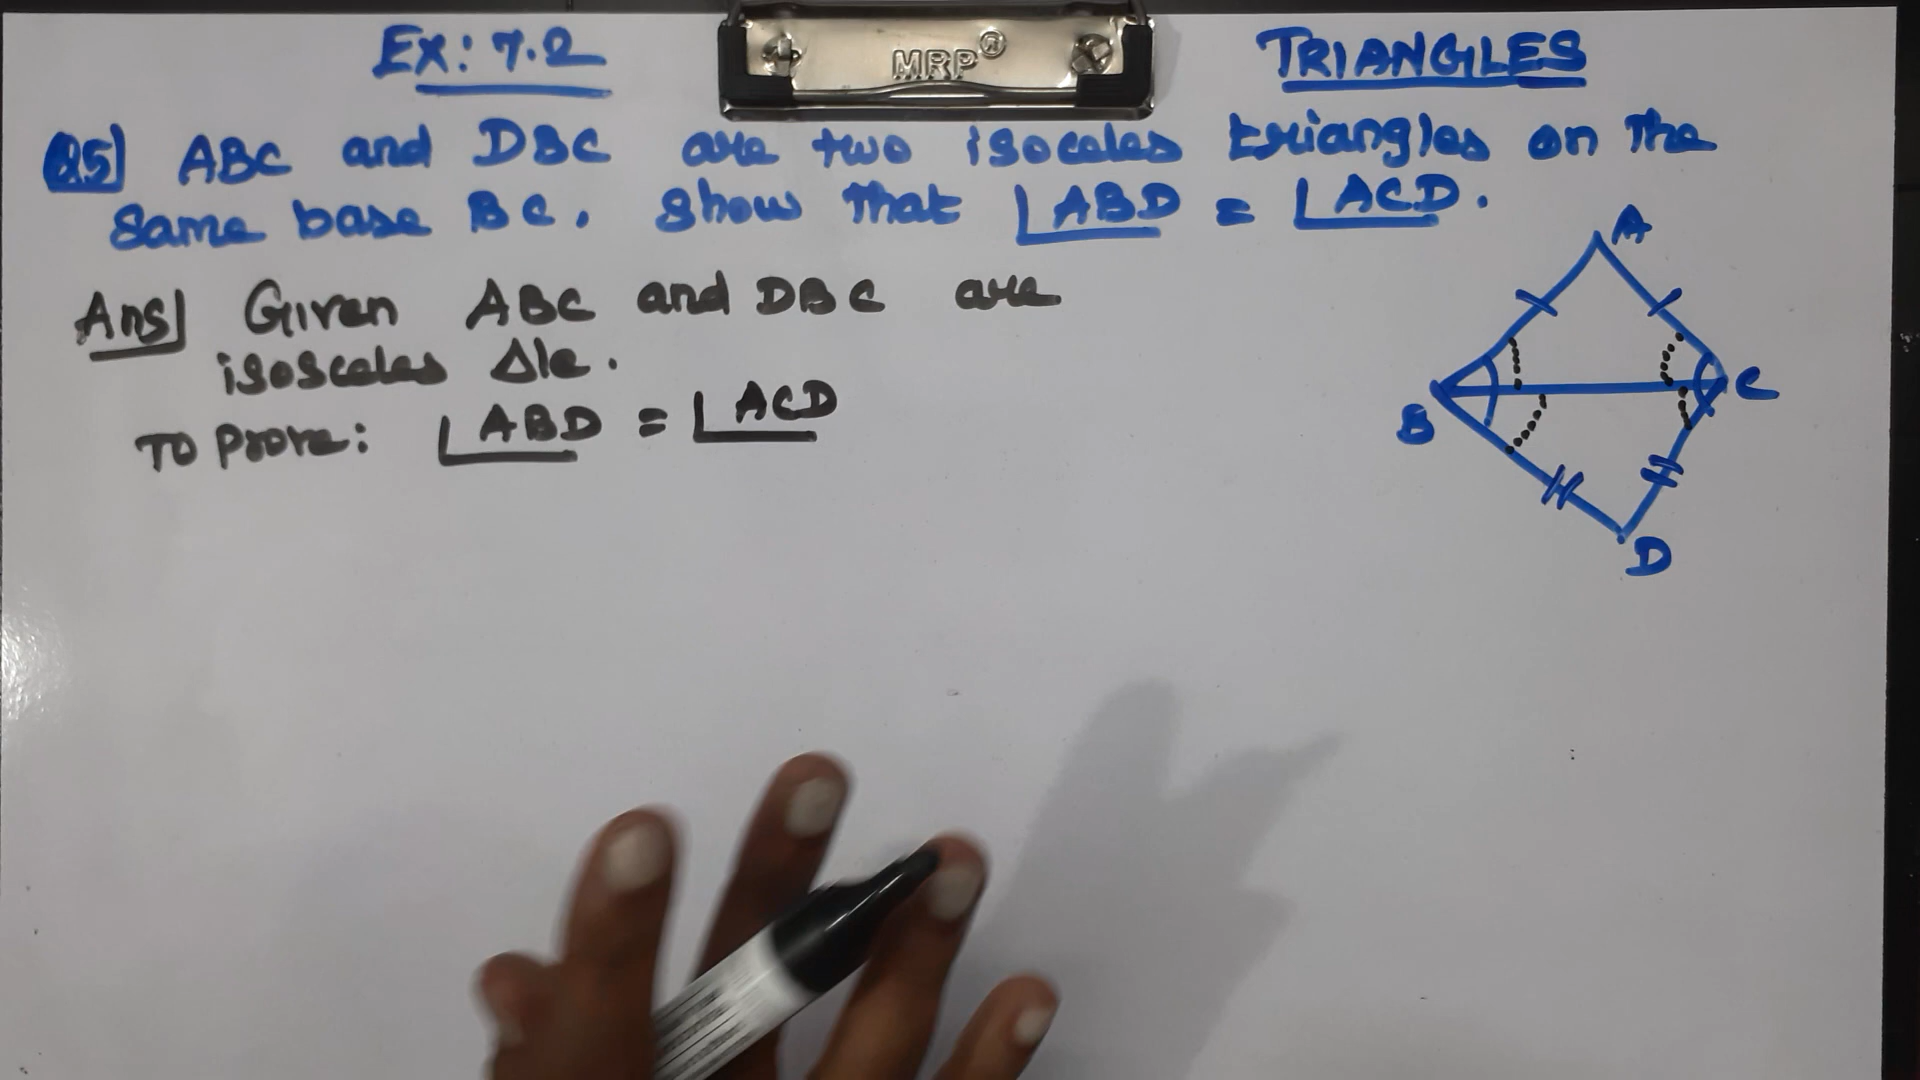 Ex: 7.2
MRP®
TRIANGLES
Q5] ABC and DBC are two isoceles triangles on the
same base BC. Show that ∠ABD = ∠ACD.
Ans] Given ABC and DBC are
isosceles Δle.
To Prove: ∠ABD = ∠ACD
A
B
C
D